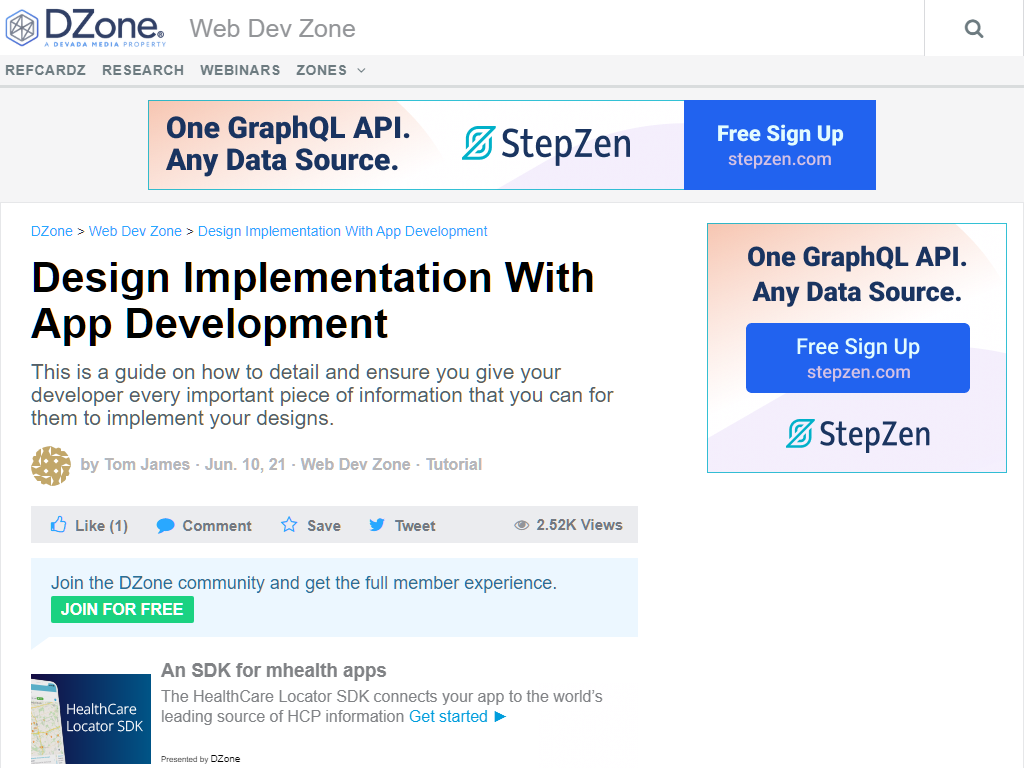 DZone®
A DEVADA MEDIA PROPERTY
Web Dev Zone
REFCARDZ RESEARCH WEBINARS ZONES
One GraphQL API.
Any Data Source.
StepZen
Free Sign Up
stepzen.com
DZone > Web Dev Zone > Design Implementation With App Development
Design Implementation With
App Development
This is a guide on how to detail and ensure you give your
developer every important piece of information that you can for
them to implement your designs.
by Tom James · Jun. 10, 21 · Web Dev Zone · Tutorial
Like (1) Comment Save Tweet 2.52K Views
Join the DZone community and get the full member experience.
JOIN FOR FREE
HealthCare
Locator SDK
An SDK for mhealth apps
The HealthCare Locator SDK connects your app to the world's
leading source of HCP information Get started ►
Presented by DZone
One GraphQL API.
Any Data Source.
Free Sign Up
stepzen.com
StepZen